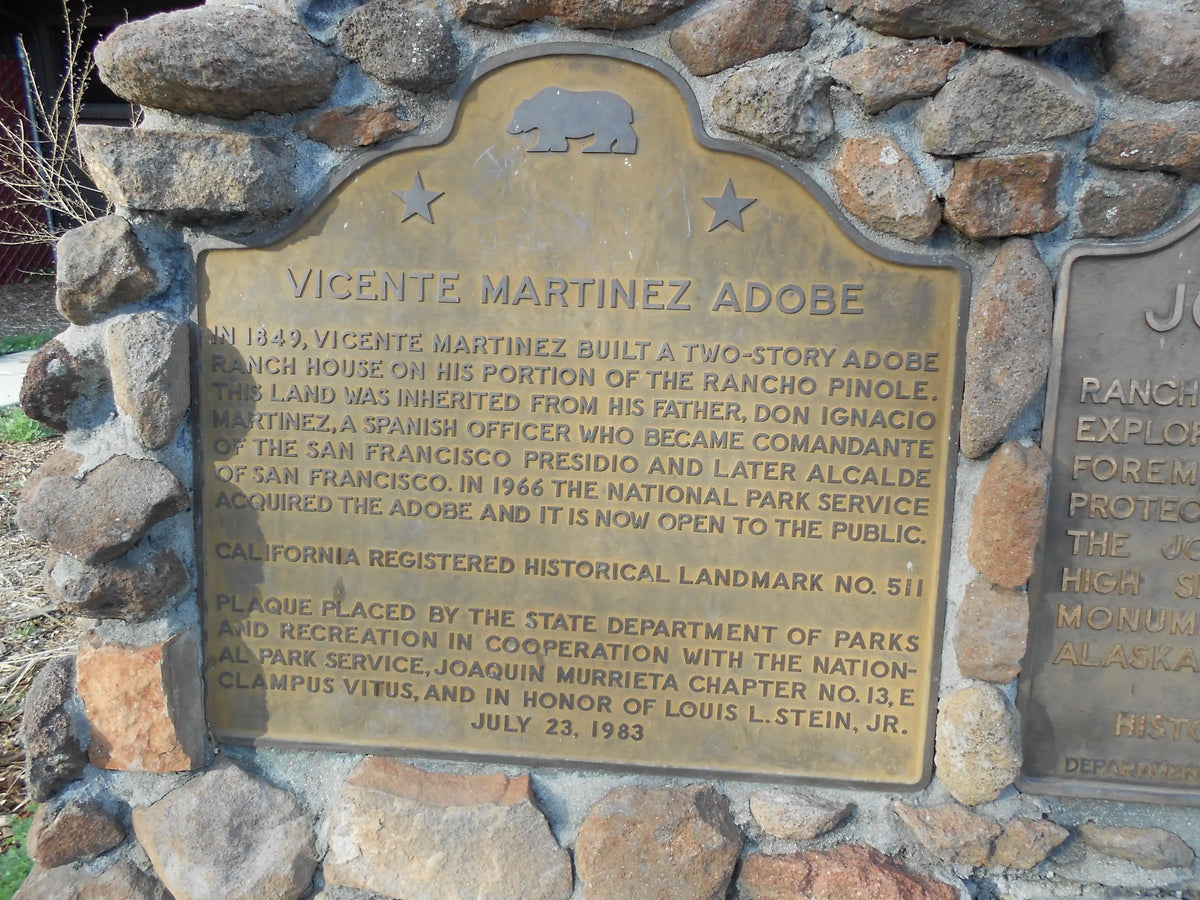 VICENTE MARTINEZ ADOBE
IN 1849, VICENTE MARTINEZ BUILT A TWO-STORY ADOBE
RANCH HOUSE ON HIS PORTION OF THE RANCHO PINOLE.
THIS LAND WAS INHERITED FROM HIS FATHER, DON IGNACIO
MARTINEZ, A SPANISH OFFICER WHO BECAME COMANDANTE
OF THE SAN FRANCISCO PRESIDIO AND LATER ALCALDE
OF SAN FRANCISCO. IN 1966 THE NATIONAL PARK SERVICE
ACQUIRED THE ADOBE AND IT IS NOW OPEN TO THE PUBLIC.
CALIFORNIA REGISTERED HISTORICAL LANDMARK NO. 511
PLAQUE PLACED BY THE STATE DEPARTMENT OF PARKS
AND RECREATION IN COOPERATION WITH THE NATION-
AL PARK SERVICE, JOAQUIN MURRIETA CHAPTER NO. 13, E
CLAMPUS VITUS, AND IN HONOR OF LOUIS L. STEIN, JR.
JULY 23, 1983
JO
RANCH
EXPLOR
FOREM
PROTEC
THE JO
HIGH S
MONUM
ALASKA
HISTO
DEPARTMEN